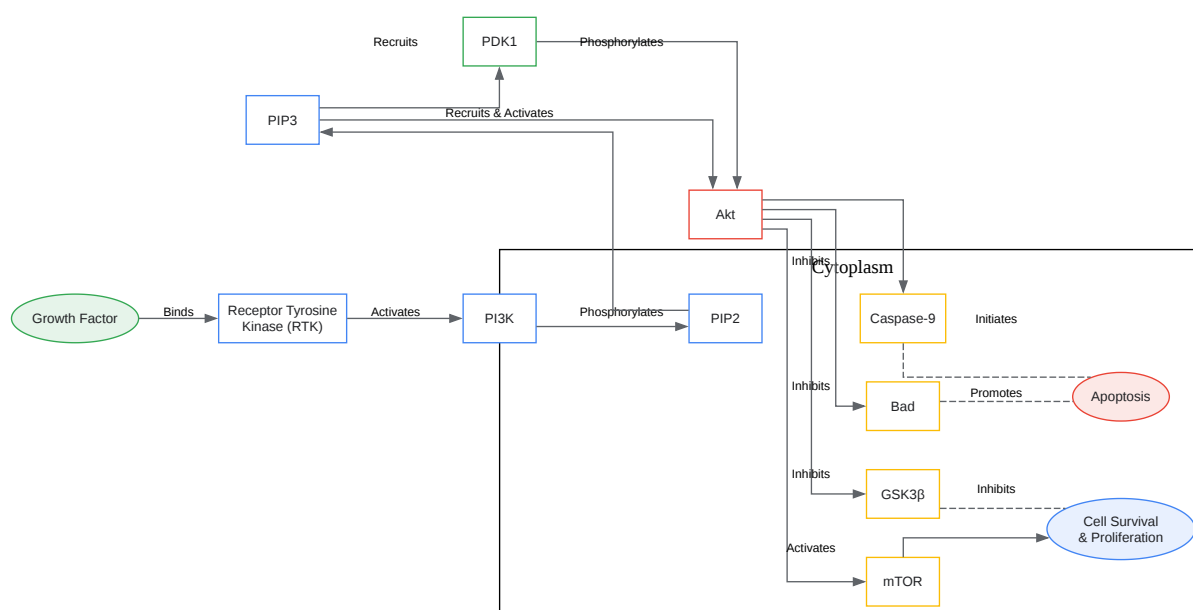 Recruits
PDK1
Phosphorylates
PIP3
Recruits & Activates
Akt
Inhibits
Cytoplasm
Growth Factor
Binds
Receptor Tyrosine
Kinase (RTK)
Activates
PI3K
Phosphorylates
PIP2
Caspase-9
Initiates
Inhibits
Bad
Promotes
Apoptosis
Inhibits
GSK3β
Inhibits
Cell Survival
& Proliferation
Activates
mTOR